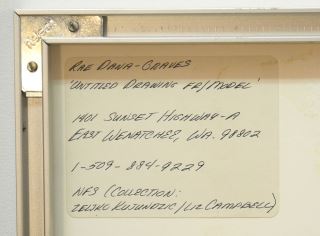 RAE DANA-GRAVES
'UNTITLED DRAWING FR/MODEL'
1401 SUNSET HIGHWAY-A
EAST WENATCHEE, WA. 98802
1-509-884-9229
NFS (COLLECTION:
ZELJKO KUJUNDZIC/LIZ CAMPBELL)